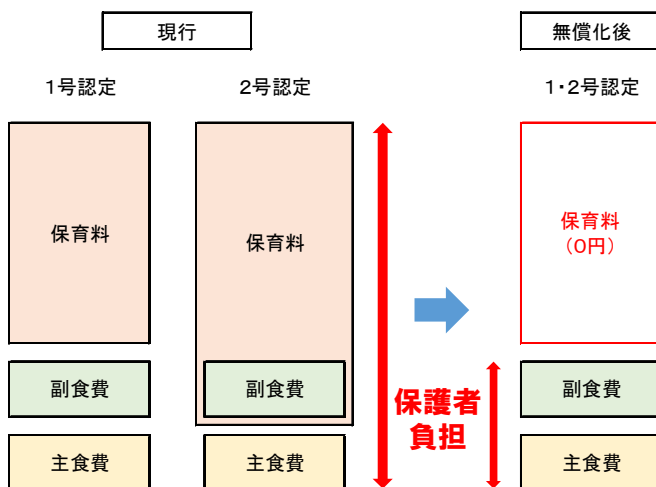 現行
無償化後
1号認定
2号認定
1・2号認定
保育料
保育料
保育料
(0円)
副食費
副食費
副食費
保護者
負担
主食費
主食費
主食費